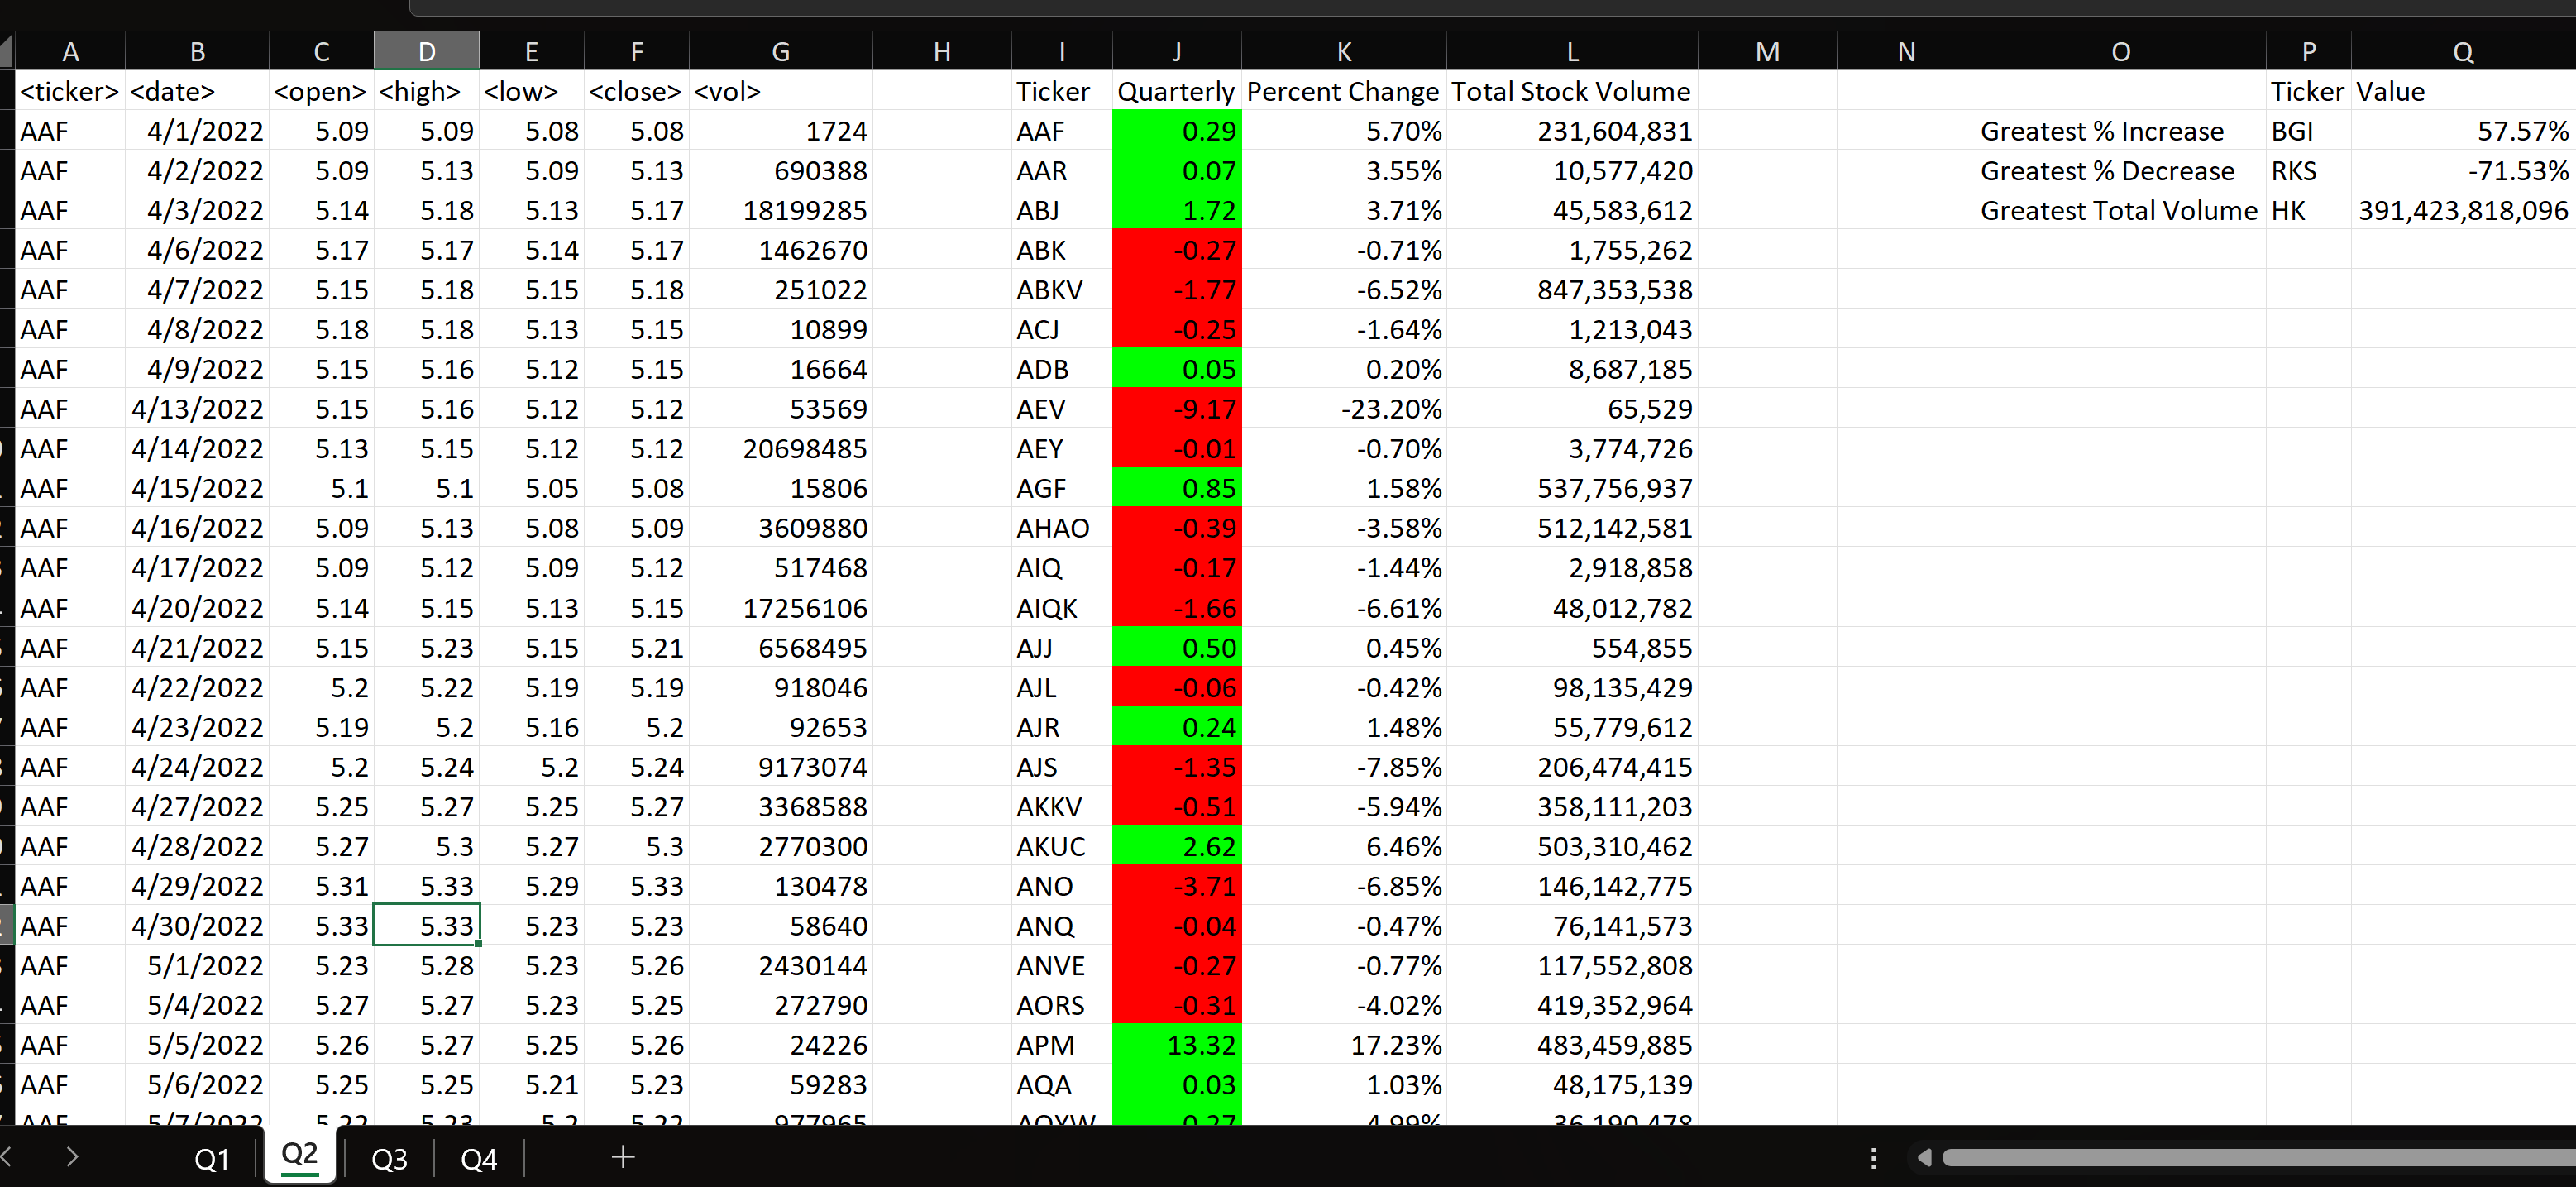 A B C D E F G H I J K L M N O P Q
<ticker> <date> <open> <high> <low> <close> <vol> Ticker Quarterly Percent Change Total Stock Volume Ticker Value
AAF 4/1/2022 5.09 5.09 5.08 5.08 1724 AAF 0.29 5.70% 231,604,831 Greatest % Increase BGI 57.57%
AAF 4/2/2022 5.09 5.13 5.09 5.13 690388 AAR 0.07 3.55% 10,577,420 Greatest % Decrease RKS -71.53%
AAF 4/3/2022 5.14 5.18 5.13 5.17 18199285 ABJ 1.72 3.71% 45,583,612 Greatest Total Volume HK 391,423,818,096
AAF 4/6/2022 5.17 5.17 5.14 5.17 1462670 ABK -0.27 -0.71% 1,755,262
AAF 4/7/2022 5.15 5.18 5.15 5.18 251022 ABKV -1.77 -6.52% 847,353,538
AAF 4/8/2022 5.18 5.18 5.13 5.15 10899 ACJ -0.25 -1.64% 1,213,043
AAF 4/9/2022 5.15 5.16 5.12 5.15 16664 ADB 0.05 0.20% 8,687,185
AAF 4/13/2022 5.15 5.16 5.12 5.12 53569 AEV -9.17 -23.20% 65,529
AAF 4/14/2022 5.13 5.15 5.12 5.12 20698485 AEY -0.01 -0.70% 3,774,726
AAF 4/15/2022 5.1 5.1 5.05 5.08 15806 AGF 0.85 1.58% 537,756,937
AAF 4/16/2022 5.09 5.13 5.08 5.09 3609880 AHAO -0.39 -3.58% 512,142,581
AAF 4/17/2022 5.09 5.12 5.09 5.12 517468 AIQ -0.17 -1.44% 2,918,858
AAF 4/20/2022 5.14 5.15 5.13 5.15 17256106 AIQK -1.66 -6.61% 48,012,782
AAF 4/21/2022 5.15 5.23 5.15 5.21 6568495 AJJ 0.50 0.45% 554,855
AAF 4/22/2022 5.2 5.22 5.19 5.19 918046 AJL -0.06 -0.42% 98,135,429
AAF 4/23/2022 5.19 5.2 5.16 5.2 92653 AJR 0.24 1.48% 55,779,612
AAF 4/24/2022 5.2 5.24 5.2 5.24 9173074 AJS -1.35 -7.85% 206,474,415
AAF 4/27/2022 5.25 5.27 5.25 5.27 3368588 AKKV -0.51 -5.94% 358,111,203
AAF 4/28/2022 5.27 5.3 5.27 5.3 2770300 AKUC 2.62 6.46% 503,310,462
AAF 4/29/2022 5.31 5.33 5.29 5.33 130478 ANO -3.71 -6.85% 146,142,775
AAF 4/30/2022 5.33 5.33 5.23 5.23 58640 ANQ -0.04 -0.47% 76,141,573
AAF 5/1/2022 5.23 5.28 5.23 5.26 2430144 ANVE -0.27 -0.77% 117,552,808
AAF 5/4/2022 5.27 5.27 5.23 5.25 272790 AORS -0.31 -4.02% 419,352,964
AAF 5/5/2022 5.26 5.27 5.25 5.26 24226 APM 13.32 17.23% 483,459,885
AAF 5/6/2022 5.25 5.25 5.21 5.23 59283 AQA 0.03 1.03% 48,175,139
AAF 5/7/2022 5.23 5.2 977965 0.27 4.99% 36,190,478
Q1 Q2 Q3 Q4